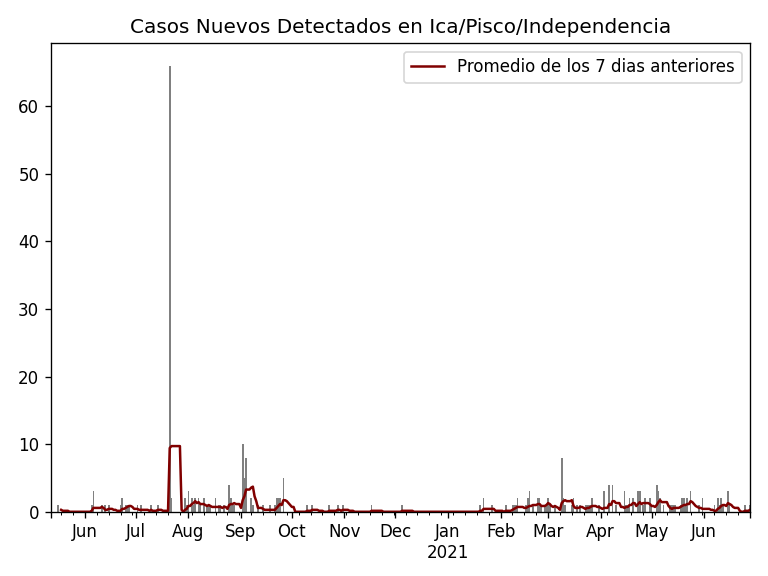 Casos Nuevos Detectados en Ica/Pisco/Independencia
Promedio de los 7 dias anteriores
60
50
40
30
20
10
0
Jun Jul Aug Sep Oct Nov Dec Jan Feb Mar Apr May Jun
2021